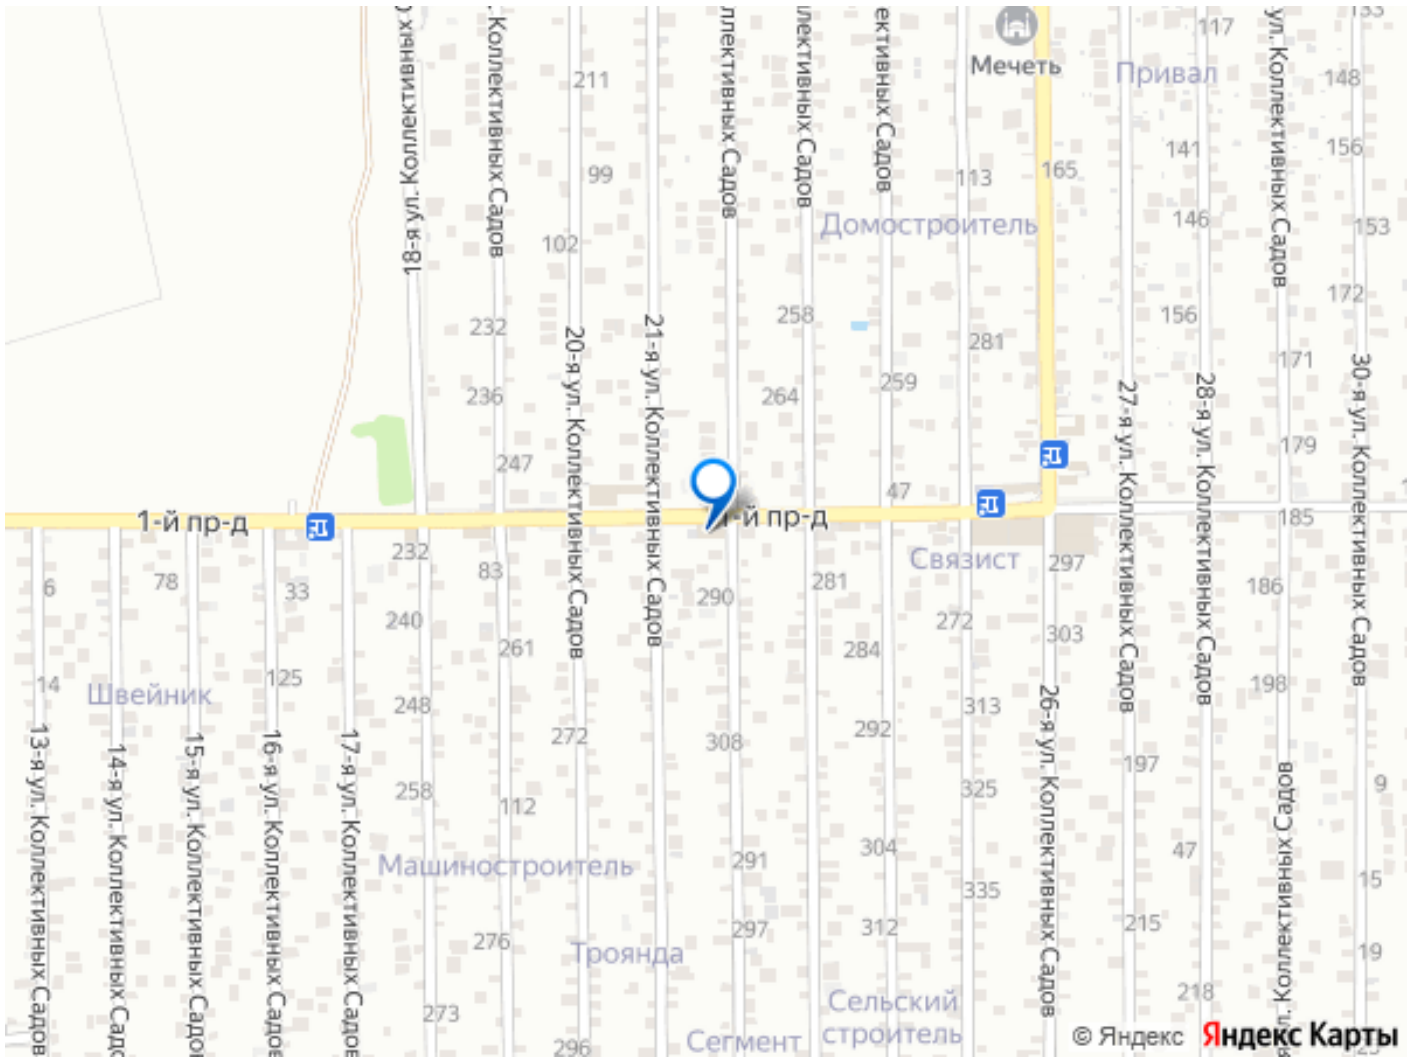 117
133
ул. Коллективных Садов
. Коллективных Садов
ллективных Садов
лективных Садов
ективных Садов
18-я ул. Коллективных С
Мечеть
Привал
211
148
141
156
99
113
165
146
153
Домостроитель
102
172
258
156
232
281
171
236
264
259
179
20-я ул. Коллективных Садов
21-я ул. Коллективных Садов
27-я ул. Коллективных Садов
28-я ул. Коллективных Садов
30-я ул. Коллективных Садов
247
47
1-й пр-д
1-й пр-д
185
232
Связист
297
6
78
33
83
290
281
186
240
272
303
261
284
14
125
198
Швейник
248
313
292
272
308
26-я ул. Коллективных Садов
13-я ул. Коллективных Садов
14-я ул. Коллективных Садо
15-я ул. Коллективных Садов
16-я ул. Коллективных Садов
17-я ул. Коллективных Садов
197
9
258
112
325
ул. Коллективных Садов
304
291
47
Машиностроитель
335
15
297
312
215
276
Троянда
19
218
273
Сельский
строитель
296
Сегмент
© Яндекс Яндекс Карты